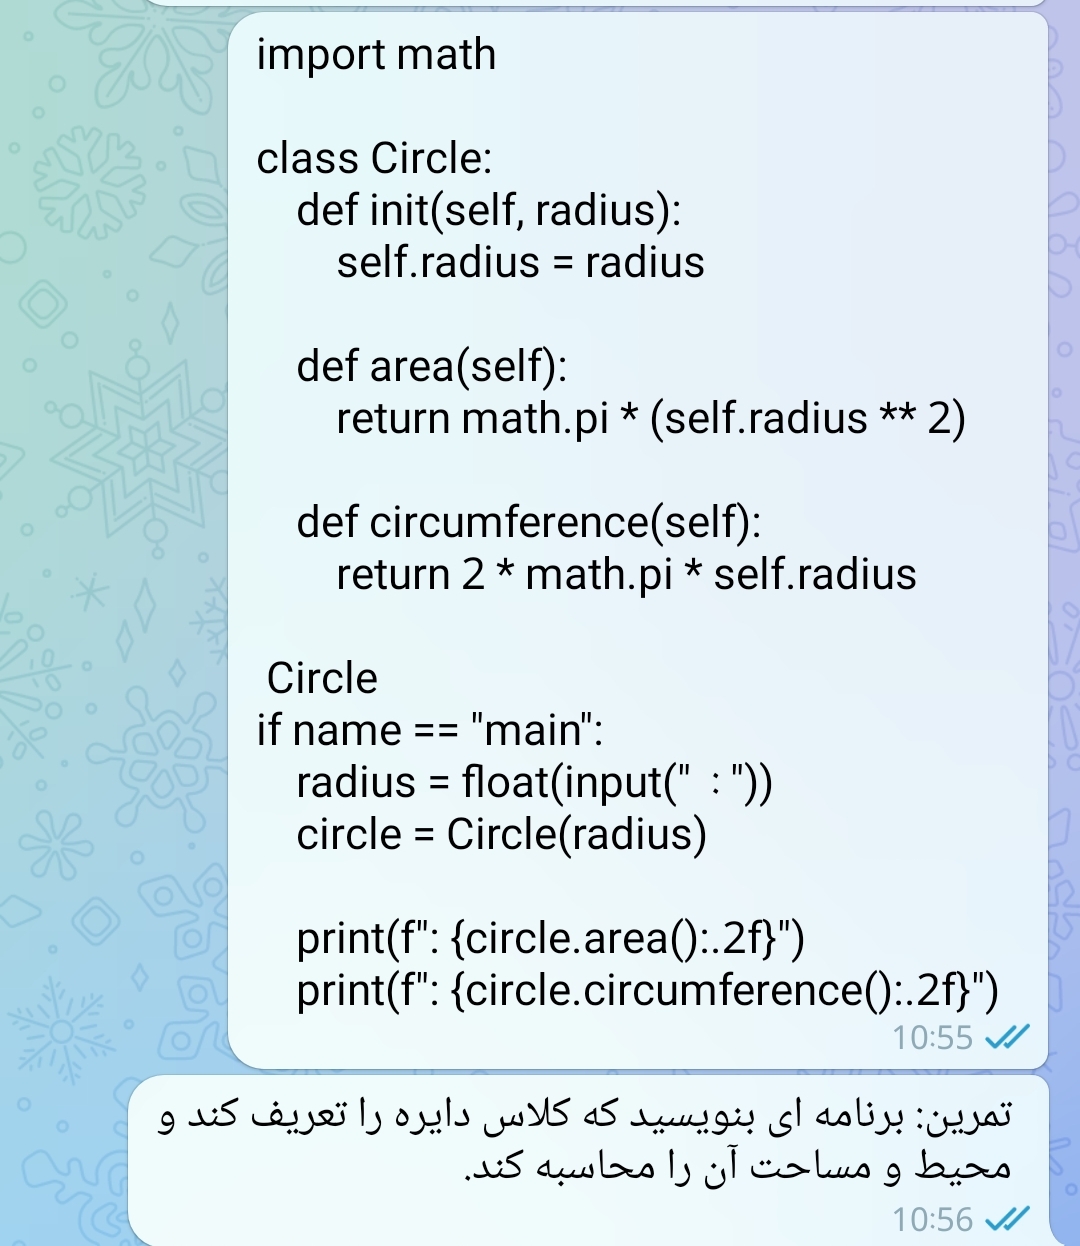 import math
class Circle:
    def init(self, radius):
        self.radius = radius
    def area(self):
        return math.pi * (self.radius ** 2)
    def circumference(self):
        return 2 * math.pi * self.radius
 Circle
if name == "main":
    radius = float(input("  : "))
    circle = Circle(radius)
    print(f": {circle.area():.2f}")
    print(f": {circle.circumference():.2f}")
10:55
تمرین: برنامه ای بنویسید که کلاس دایره را تعریف کند و
محیط و مساحت آن را محاسبه کند.
10:56